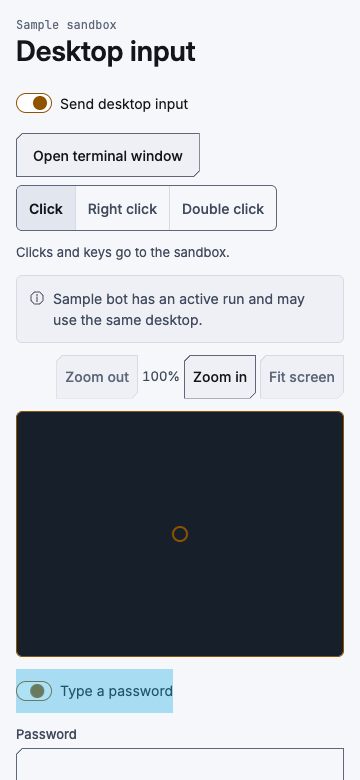 Sample sandbox
Desktop input
Send desktop input
Open terminal window
Click Right click Double click
Clicks and keys go to the sandbox.
Sample bot has an active run and may
use the same desktop.
Zoom out 100% Zoom in Fit screen
Type a password
Password